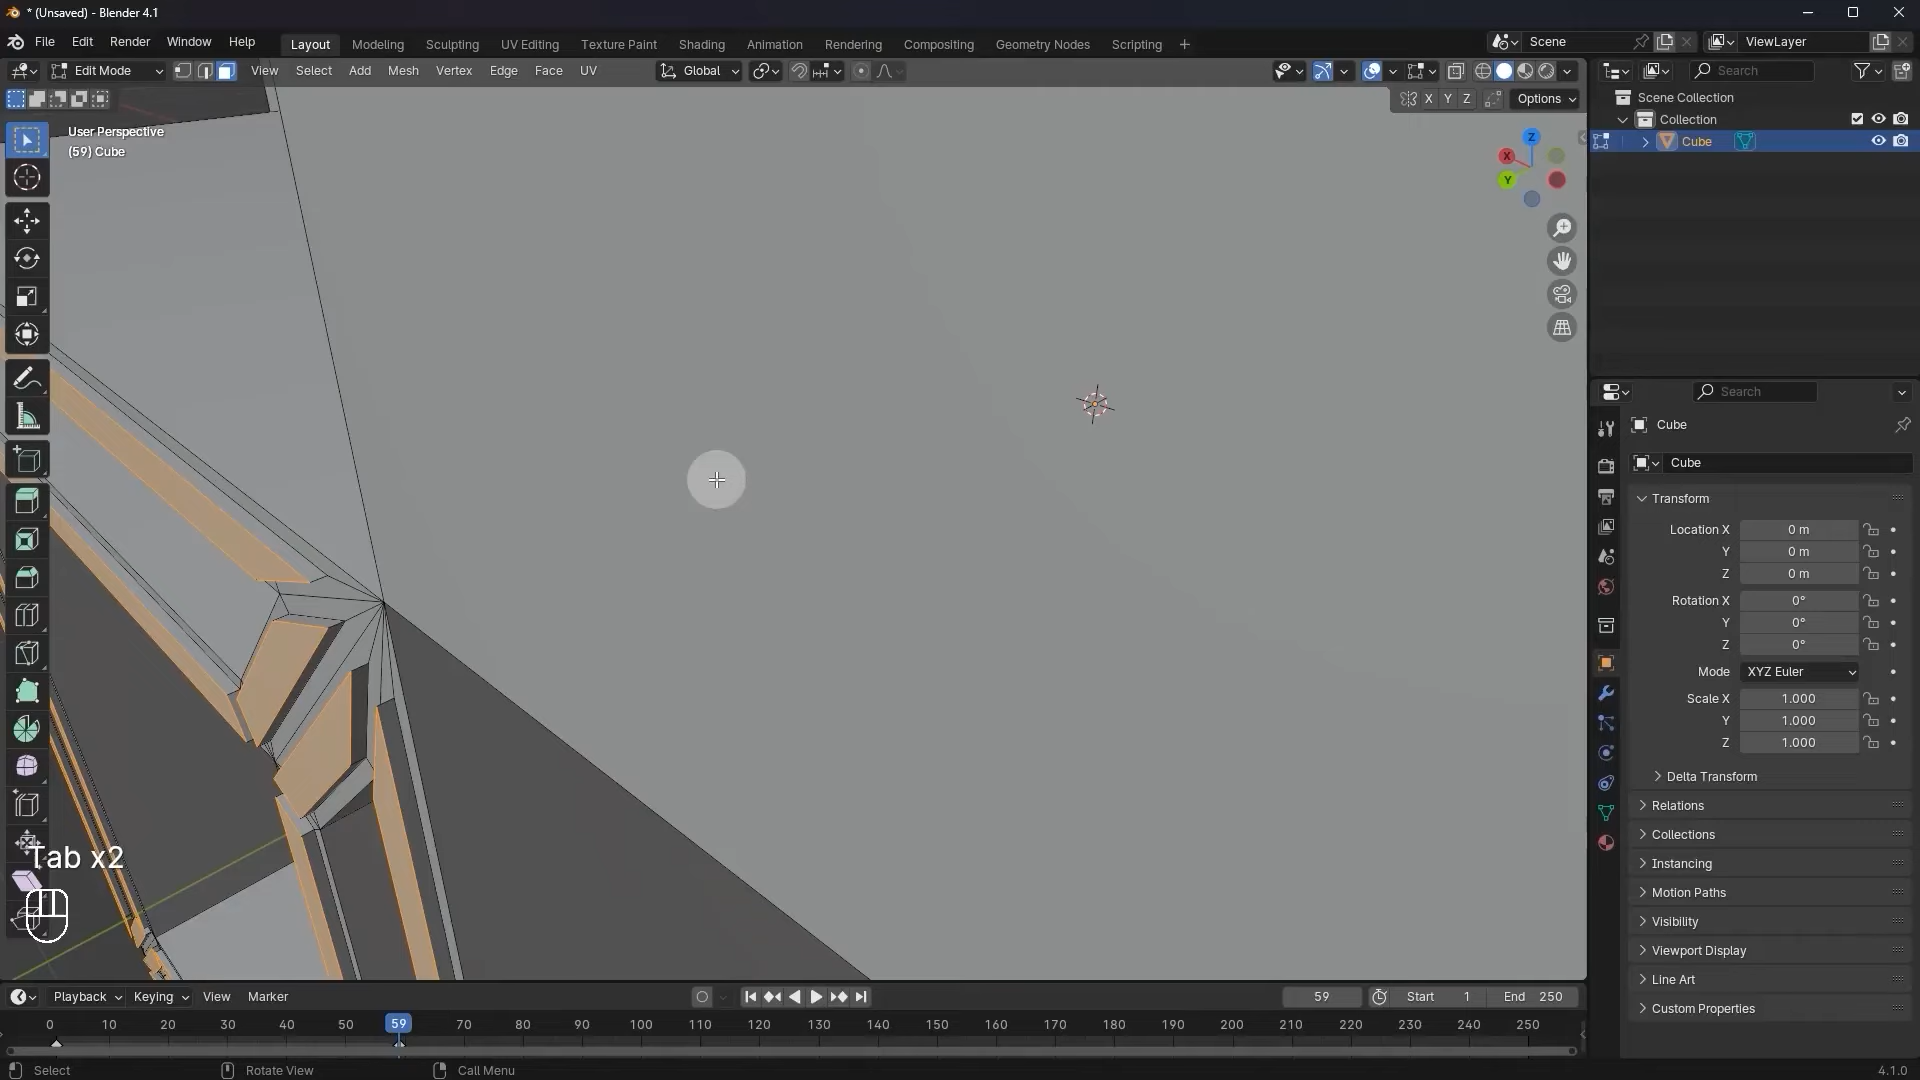 * (Unsaved) - Blender 4.1
File Edit Render Window Help
Layout Modeling Sculpting UV Editing Texture Paint Shading Animation Rendering Compositing Geometry Nodes Scripting +
Scene
ViewLayer
Edit Mode View Select Add Mesh Vertex Edge Face UV Global
Search
X Y Z Options
User Perspective
(59) Cube
Z
X
Y
Scene Collection
Collection
Cube
Search
Cube
Cube
Transform
Location X 0 m
Y 0 m
Z 0 m
Rotation X 0°
Y 0°
Z 0°
Mode XYZ Euler
Scale X 1.000
Y 1.000
Z 1.000
Delta Transform
Relations
Collections
Instancing
Motion Paths
Visibility
Viewport Display
Line Art
Custom Properties
Tab x2
Playback Keying View Marker
59 Start 1 End 250
0 10 20 30 40 50 59 70 80 90 100 110 120 130 140 150 160 170 180 190 200 210 220 230 240 250
Select Rotate View Call Menu 4.1.0